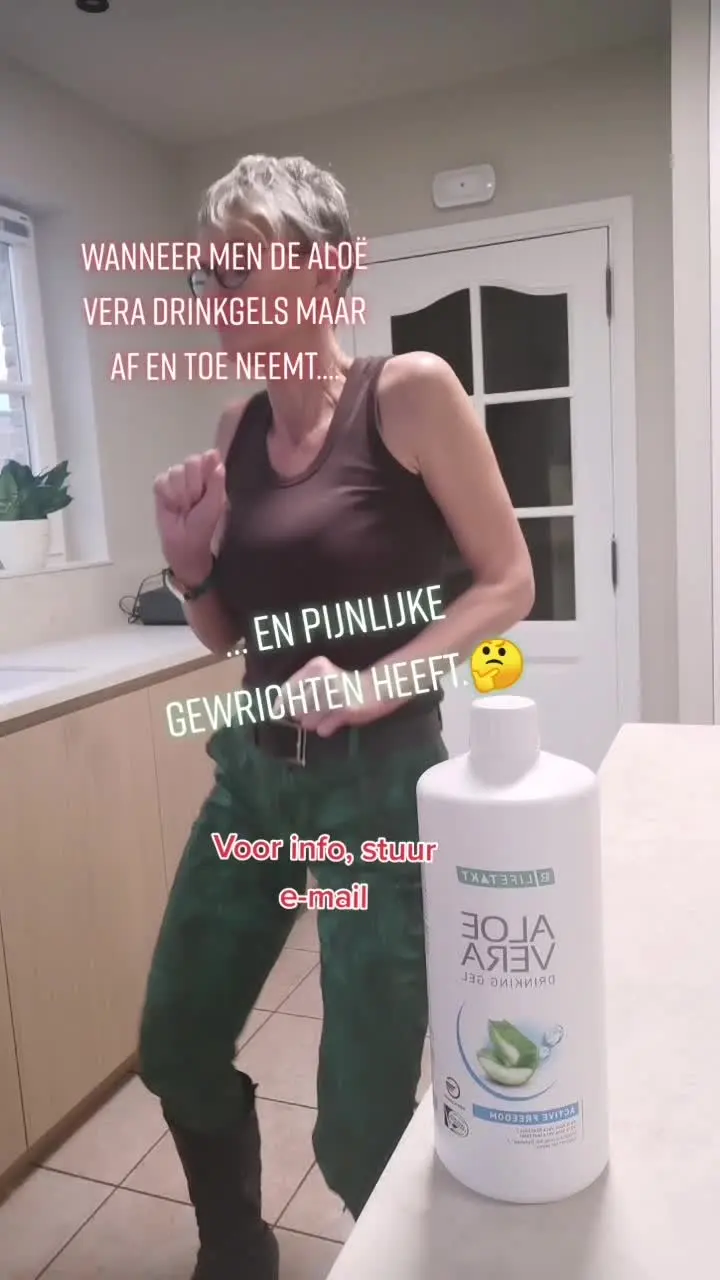 WANNEER MEN DE ALOË
VERA DRINKGELS MAAR
AF EN TOE NEEMT....
... EN PIJNLIJKE
GEWRICHTEN HEEFT.🤔
Voor info, stuur
e-mail
LR LIFETAKT
ALOE
VERA
DRINKING GEL
ACTIVE FREEDOM